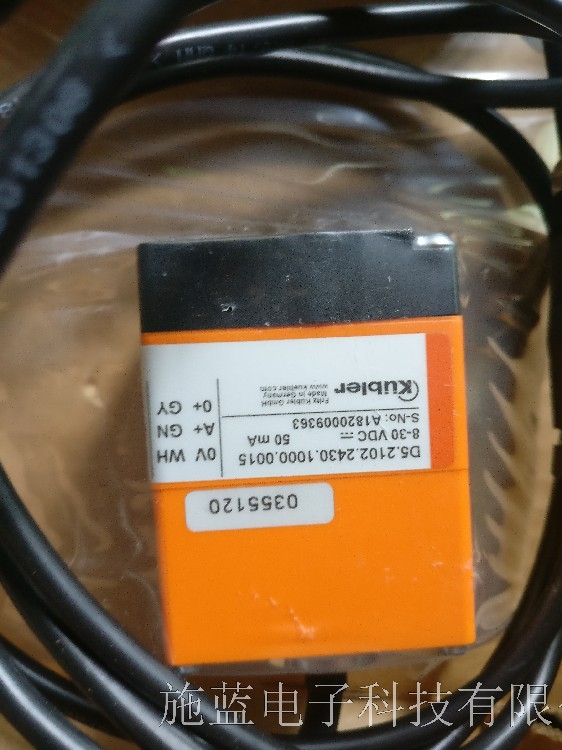 Kübler
Fritz Kübler GmbH
Made in Germany
www.kuebler.com
D5.2102.2430.1000.0015
8-30 VDC ⎓ 50 mA
S-No: A18200009363
0V WH
A+ GN
0+ GY
0355120
施蓝电子科技有限